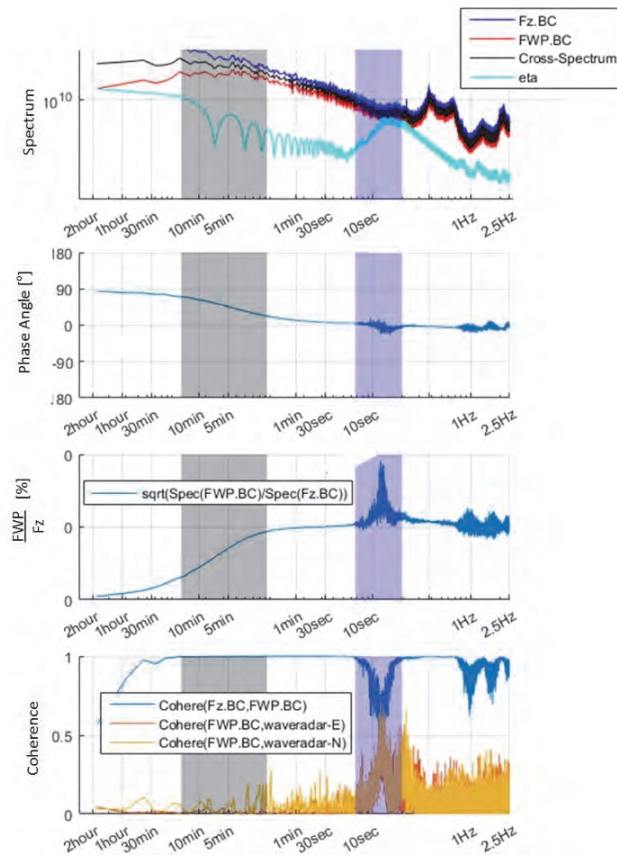 Fz.BC
FWP.BC
Cross-Spectrum
eta
Spectrum
10^10
2hour
1hour
30min
10min
5min
1min
30sec
10sec
1Hz
2.5Hz
Phase Angle [°]
180
90
0
-90
180
2hour
1hour
30min
10min
5min
1min
30sec
10sec
1Hz
2.5Hz
FWP
Fz
[%]
0
0
0
sqrt(Spec(FWP.BC)/Spec(Fz.BC))
2hour
1hour
30min
10min
5min
1min
30sec
10sec
1Hz
2.5Hz
Coherence
1
0.5
0
Cohere(Fz.BC,FWP.BC)
Cohere(FWP.BC,waveradar-E)
Cohere(FWP.BC,waveradar-N)
2hour
1hour
30min
10min
5min
1min
30sec
10sec
1Hz
2.5Hz